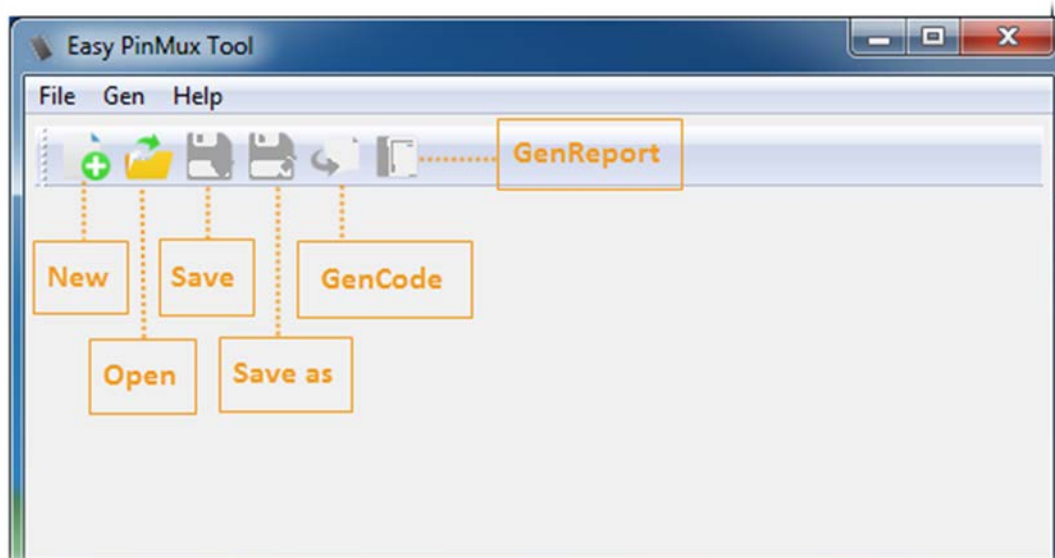 Easy PinMux Tool
File Gen Help
GenReport
New
Save
GenCode
Open
Save as